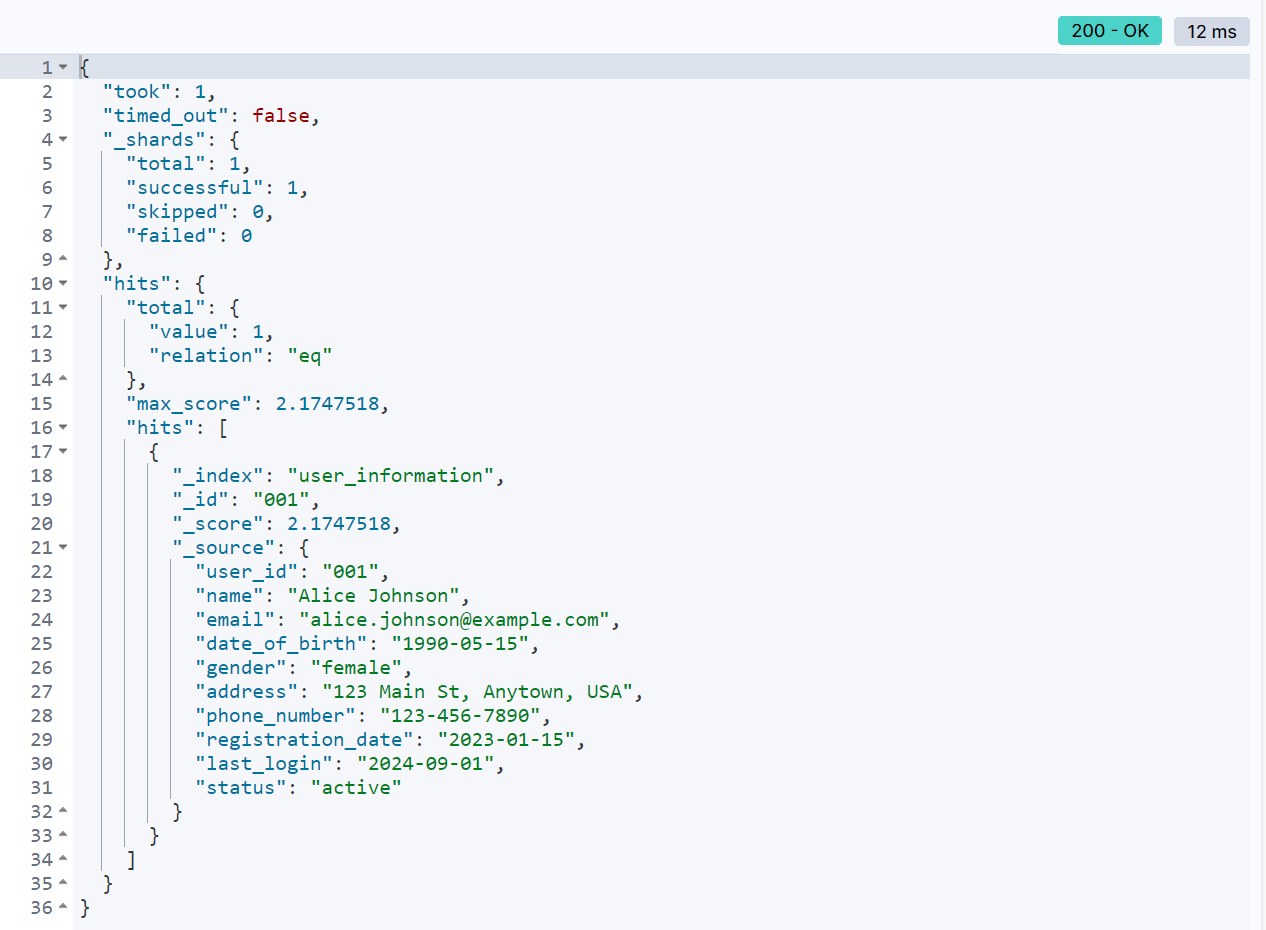 200 - OK 12 ms
1 {
2 "took": 1,
3 "timed_out": false,
4 "_shards": {
5 "total": 1,
6 "successful": 1,
7 "skipped": 0,
8 "failed": 0
9 },
10 "hits": {
11 "total": {
12 "value": 1,
13 "relation": "eq"
14 },
15 "max_score": 2.1747518,
16 "hits": [
17 {
18 "_index": "user_information",
19 "_id": "001",
20 "_score": 2.1747518,
21 "_source": {
22 "user_id": "001",
23 "name": "Alice Johnson",
24 "email": "alice.johnson@example.com",
25 "date_of_birth": "1990-05-15",
26 "gender": "female",
27 "address": "123 Main St, Anytown, USA",
28 "phone_number": "123-456-7890",
29 "registration_date": "2023-01-15",
30 "last_login": "2024-09-01",
31 "status": "active"
32 }
33 }
34 ]
35 }
36 }